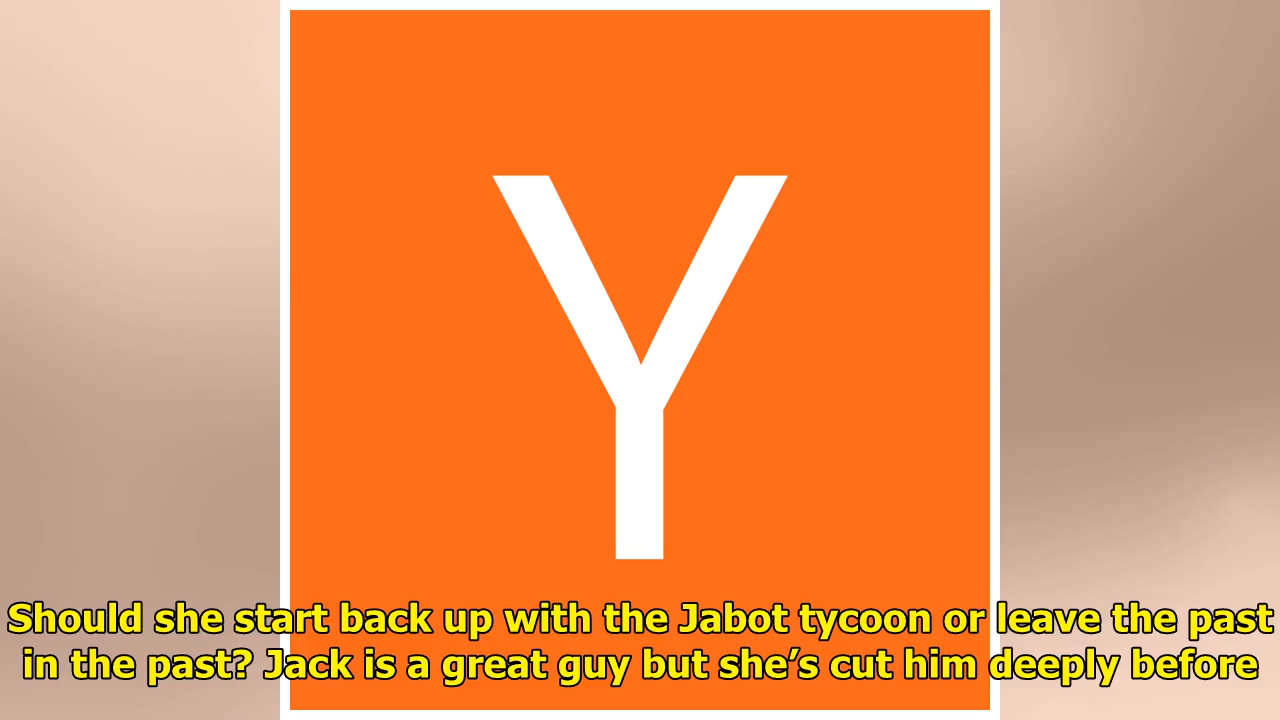 Y
Should she start back up with the Jabot tycoon or leave the past
in the past? Jack is a great guy but she’s cut him deeply before